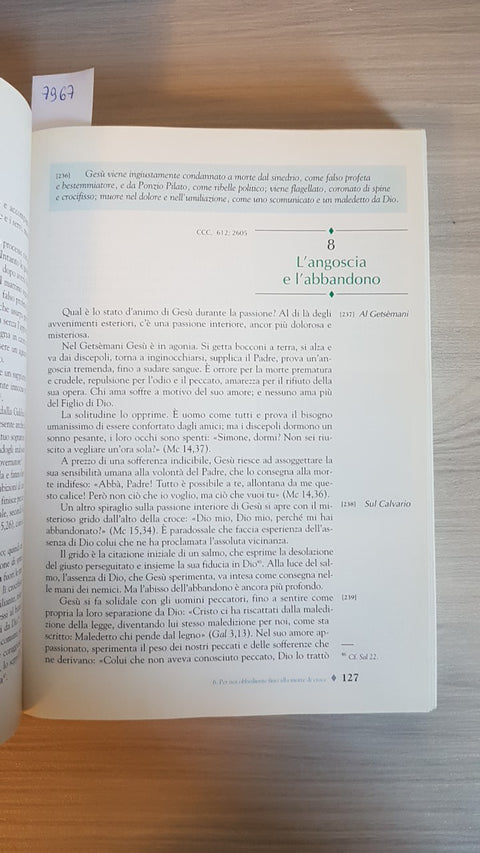 7967
[236] Gesù viene ingiustamente condannato a morte dal sinedrio, come falso profeta
e bestemmiatore, e da Ponzio Pilato, come ribelle politico; viene flagellato, coronato di spine
e crocifisso; muore nel dolore e nell'umiliazione, come uno scomunicato e un maledetto da Dio.
CCC, 612; 2605
8
L'angoscia
e l'abbandono
Qual è lo stato d'animo di Gesù durante la passione? Al di là degli
[237] Al Getsèmani
avvenimenti esteriori, c'è una passione interiore, ancor più dolorosa e
misteriosa.
Nel Getsèmani Gesù è in agonia. Si getta bocconi a terra, si alza e
va dai discepoli, torna a inginocchiarsi, supplica il Padre, prova un'an-
goscia tremenda, fino a sudare sangue. È orrore per la morte prematura
e crudele, repulsione per l'odio e il peccato, amarezza per il rifiuto della
sua opera. Chi ama soffre a motivo del suo amore; e nessuno ama più
del Figlio di Dio.
La solitudine lo opprime. È uomo come tutti e prova il bisogno
umanissimo di essere confortato dagli amici; ma i discepoli dormono un
sonno pesante, i loro occhi sono spenti: «Simone, dormi? Non sei riu-
scito a vegliare un'ora sola?» (Mc 14,37).
A prezzo di una sofferenza indicibile, Gesù riesce ad assoggettare la
sua sensibilità umana alla volontà del Padre, che lo consegna alla mor-
te indifeso: «Abbà, Padre! Tutto è possibile a te, allontana da me que-
sto calice! Però non ciò che io voglio, ma ciò che vuoi tu» (Mc 14,36).
Un altro spiraglio sulla passione interiore di Gesù si apre con il mi-
[238] Sul Calvario
sterioso grido dall'alto della croce: «Dio mio, Dio mio, perché mi hai
abbandonato?» (Mc 15,34). È paradossale che faccia esperienza dell'as-
senza di Dio colui che ne ha proclamata l'assoluta vicinanza.
Il grido è la citazione iniziale di un salmo, che esprime la desolazione
del giusto perseguitato e insieme la sua fiducia in Dio⁹⁶. Alla luce del sal-
mo, l'assenza di Dio, che Gesù sperimenta, va intesa come consegna nel-
le mani dei nemici. Ma l'abisso dell'abbandono è ancora più profondo.
Gesù si fa solidale con gli uomini peccatori, fino a sentire come
[239]
propria la loro separazione da Dio: «Cristo ci ha riscattati dalla maledi-
zione della legge, diventando lui stesso maledizione per noi, come sta
scritto: Maledetto chi pende dal legno» (Gal 3,13). Nel suo amore ap-
passionato, sperimenta il peso dei nostri peccati e delle sofferenze che
ne derivano: «Colui che non aveva conosciuto peccato, Dio lo trattò
⁹⁶ Cf. Sal 22.
6. Per noi obbediente fino alla morte di croce 127